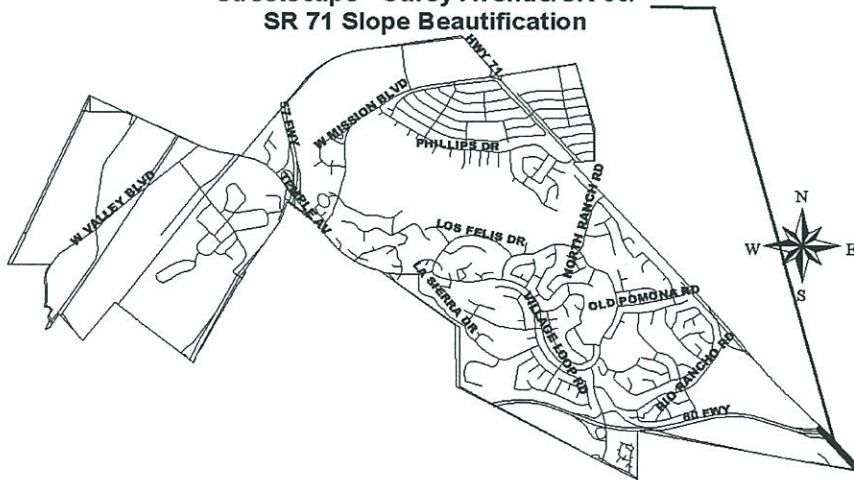 SR 71 Slope Beautification
HWY 71
57 FWY
W MISSION BLVD
PHILLIPS DR
W VALLEY BLVD
TEMPLE AV
NORTH RANCH RD
LOS FELIS DR
N
W E
S
LA SIERRA DR
VILLAGE LOOP RD
OLD POMONA RD
RIO RANCHO RD
60 FWY